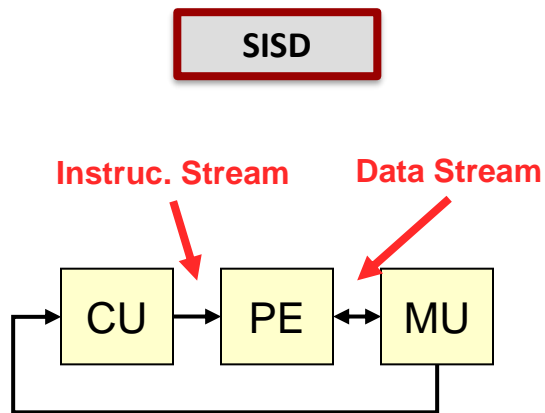 SISD
Instruc. Stream
Data Stream
CU
PE
MU